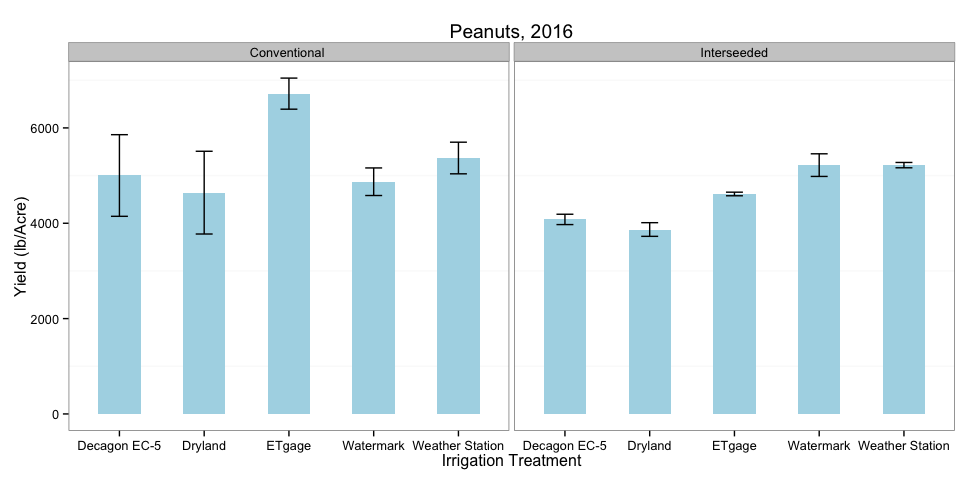 Peanuts, 2016
Conventional
Interseeded
Yield (lb/Acre)
6000
4000
2000
0
Decagon EC-5 Dryland ETgage Watermark Weather Station
Decagon EC-5 Dryland ETgage Watermark Weather Station
Irrigation Treatment